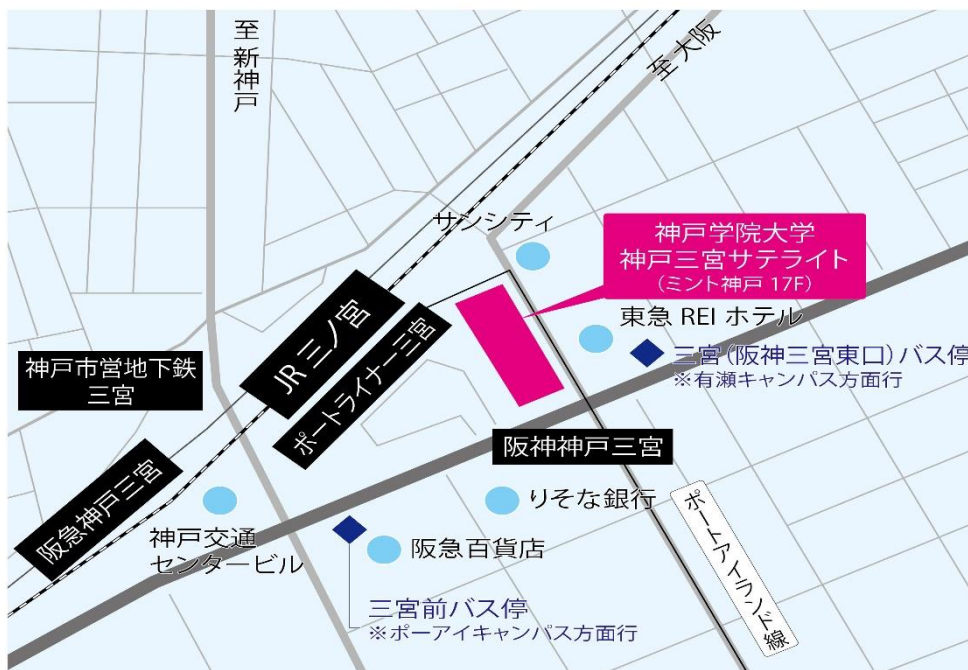 至 新神戸
至 大阪
サンシティ
神戸学院大学
神戸三宮サテライト
(ミント神戸 17F)
東急 REI ホテル
三宮(阪神三宮東口)バス停
※有瀬キャンパス方面行
JR 三ノ宮
ポートライナー三宮
神戸市営地下鉄
三宮
阪急神戸三宮
阪神神戸三宮
りそな銀行
神戸交通
センタービル
阪急百貨店
三宮前バス停
※ポーアイキャンパス方面行
ポートアイランド線